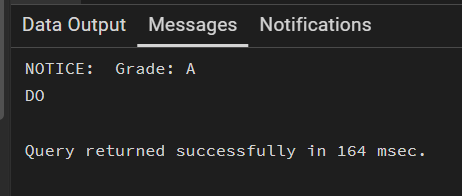 Data Output Messages Notifications
NOTICE:  Grade: A
DO
Query returned successfully in 164 msec.